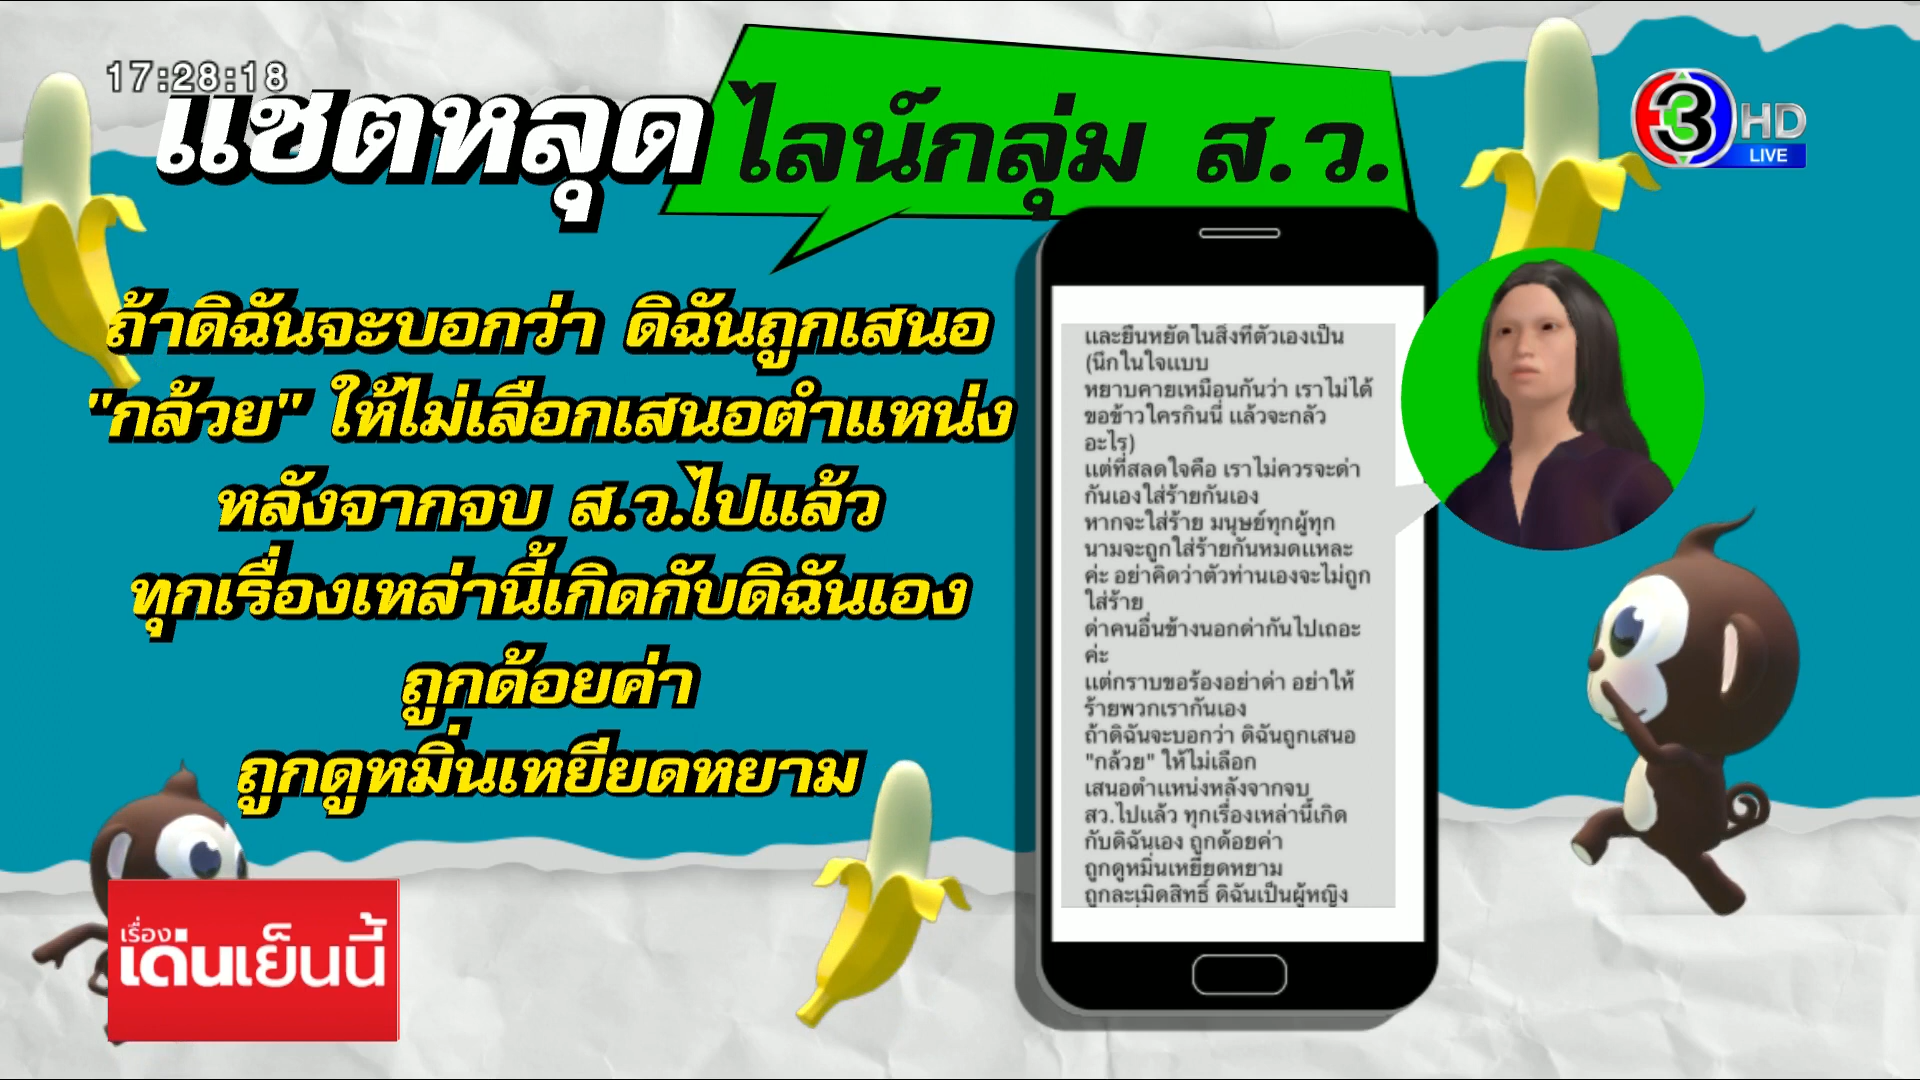 17:28:18
แชตหลุด ไลน์กลุ่ม ส.ว.
3 HD
LIVE
ถ้าดิฉันจะบอกว่า ดิฉันถูกเสนอ
"กล้วย" ให้ไม่เลือกเสนอตำแหน่ง
หลังจากจบ ส.ว.ไปแล้ว
ทุกเรื่องเหล่านี้เกิดกับดิฉันเอง
ถูกด้อยค่า
ถูกดูหมิ่นเหยียดหยาม
และยืนหยัดในสิ่งที่ตัวเองเป็น
(นึกในใจแบบ
หยาบคายเหมือนกันว่า เราไม่ได้
ขอข้าวใครกินนี่ แล้วจะกลัว
อะไร)
แต่ที่สลดใจคือ เราไม่ควรจะด่า
กันเองใส่ร้ายกันเอง
หากจะใส่ร้าย มนุษย์ทุกผู้ทุก
นามจะถูกใส่ร้ายกันหมดแหละ
ค่ะ อย่าคิดว่าตัวท่านเองจะไม่ถูก
ใส่ร้าย
ด่าคนอื่นข้างนอกด่ากันไปเถอะ
ค่ะ
แต่กราบขอร้องอย่าด่า อย่าให้
ร้ายพวกเรากันเอง
ถ้าดิฉันจะบอกว่า ดิฉันถูกเสนอ
"กล้วย" ให้ไม่เลือก
เสนอตำแหน่งหลังจากจบ
สว.ไปแล้ว ทุกเรื่องเหล่านี้เกิด
กับดิฉันเอง ถูกด้อยค่า
ถูกดูหมิ่นเหยียดหยาม
ถูกละเมิดสิทธิ์ ดิฉันเป็นผู้หญิง
เรื่อง
เด่นเย็นนี้